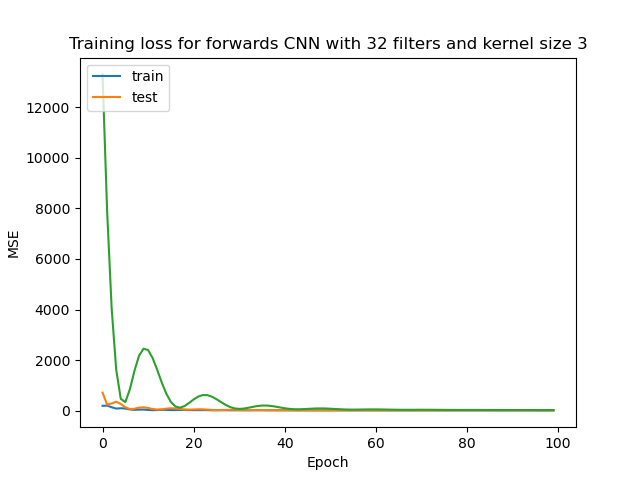 Training loss for forwards CNN with 32 filters and kernel size 3
train
test
12000
10000
8000
6000
4000
2000
0
MSE
0 20 40 60 80 100
Epoch